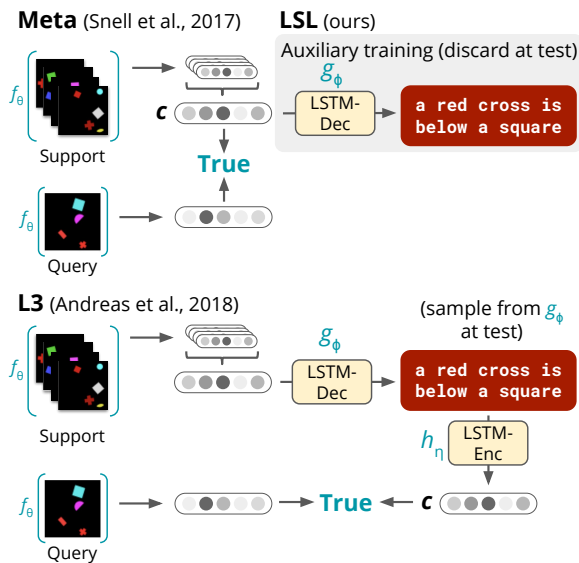 Meta (Snell et al., 2017)
LSL (ours)
Auxiliary training (discard at test)
fθ
Support
c
gϕ
LSTM-
Dec
a red cross is
below a square
True
fθ
Query
L3 (Andreas et al., 2018)
(sample from gϕ
at test)
fθ
Support
gϕ
LSTM-
Dec
a red cross is
below a square
hη
LSTM-
Enc
fθ
Query
True
c